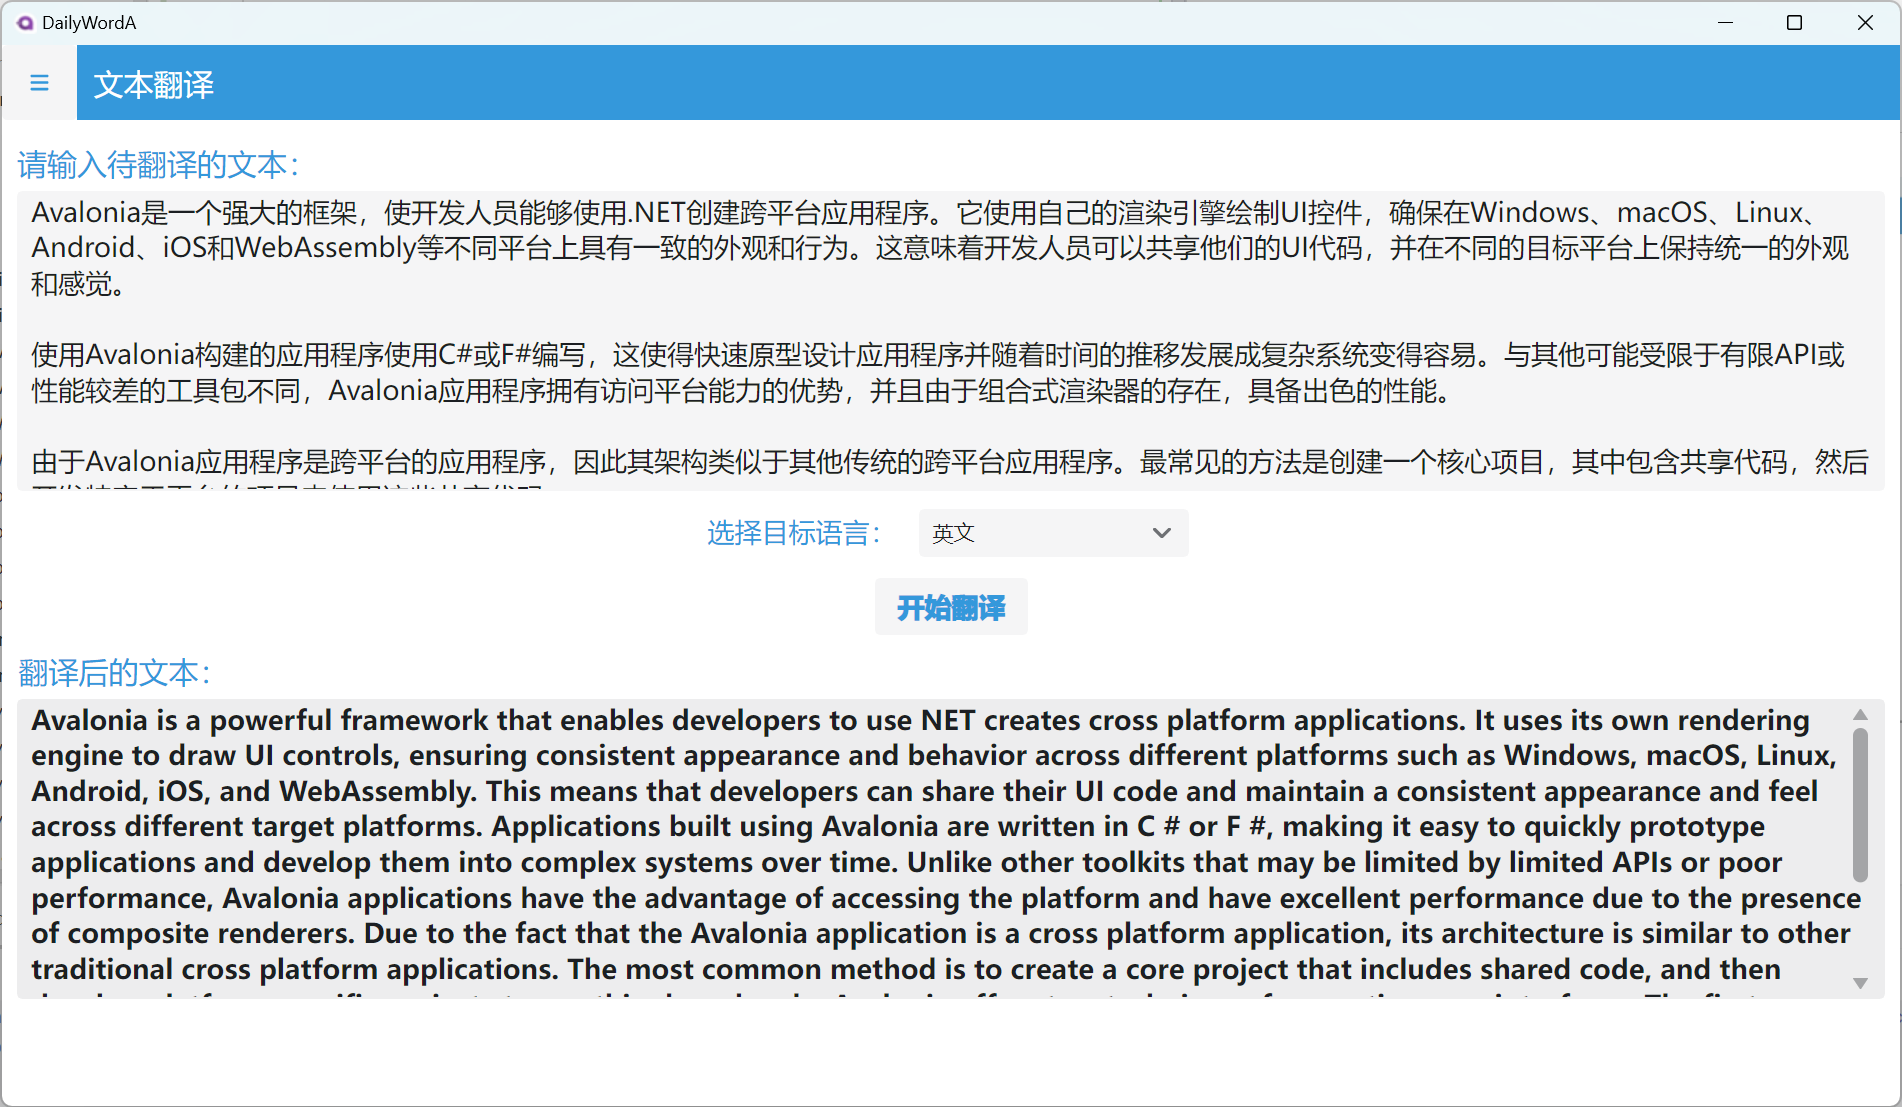 DailyWordA
文本翻译
请输入待翻译的文本：
Avalonia是一个强大的框架，使开发人员能够使用.NET创建跨平台应用程序。它使用自己的渲染引擎绘制UI控件，确保在Windows、macOS、Linux、
Android、iOS和WebAssembly等不同平台上具有一致的外观和行为。这意味着开发人员可以共享他们的UI代码，并在不同的目标平台上保持统一的外观
和感觉。
使用Avalonia构建的应用程序使用C#或F#编写，这使得快速原型设计应用程序并随着时间的推移发展成复杂系统变得容易。与其他可能受限于有限API或
性能较差的工具包不同，Avalonia应用程序拥有访问平台能力的优势，并且由于组合式渲染器的存在，具备出色的性能。
由于Avalonia应用程序是跨平台的应用程序，因此其架构类似于其他传统的跨平台应用程序。最常见的方法是创建一个核心项目，其中包含共享代码，然后
选择目标语言：
英文
开始翻译
翻译后的文本：
Avalonia is a powerful framework that enables developers to use NET creates cross platform applications. It uses its own rendering
engine to draw UI controls, ensuring consistent appearance and behavior across different platforms such as Windows, macOS, Linux,
Android, iOS, and WebAssembly. This means that developers can share their UI code and maintain a consistent appearance and feel
across different target platforms. Applications built using Avalonia are written in C # or F #, making it easy to quickly prototype
applications and develop them into complex systems over time. Unlike other toolkits that may be limited by limited APIs or poor
performance, Avalonia applications have the advantage of accessing the platform and have excellent performance due to the presence
of composite renderers. Due to the fact that the Avalonia application is a cross platform application, its architecture is similar to other
traditional cross platform applications. The most common method is to create a core project that includes shared code, and then